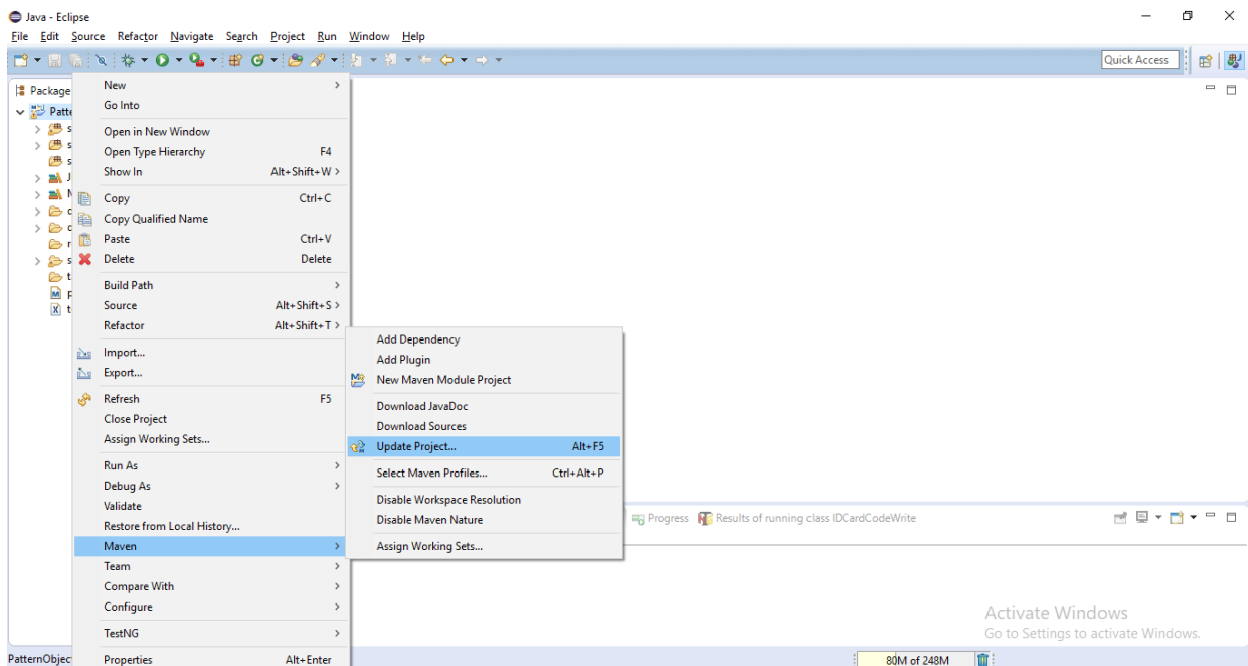 Java - Eclipse
File Edit Source Refactor Navigate Search Project Run Window Help
Quick Access
Package
New
Go Into
Open in New Window
Open Type Hierarchy F4
Show In Alt+Shift+W >
Copy Ctrl+C
Copy Qualified Name
Paste Ctrl+V
Delete Delete
Build Path
Source Alt+Shift+S >
Refactor Alt+Shift+T >
Import...
Export...
Refresh F5
Close Project
Assign Working Sets...
Run As
Debug As
Validate
Restore from Local History...
Maven
Team
Compare With
Configure
TestNG
Properties Alt+Enter
Add Dependency
Add Plugin
New Maven Module Project
Download JavaDoc
Download Sources
Update Project... Alt+F5
Select Maven Profiles... Ctrl+Alt+P
Disable Workspace Resolution
Disable Maven Nature
Assign Working Sets...
Progress Results of running class IDCardCodeWrite
Activate Windows
Go to Settings to activate Windows.
PatternObjec
80M of 248M